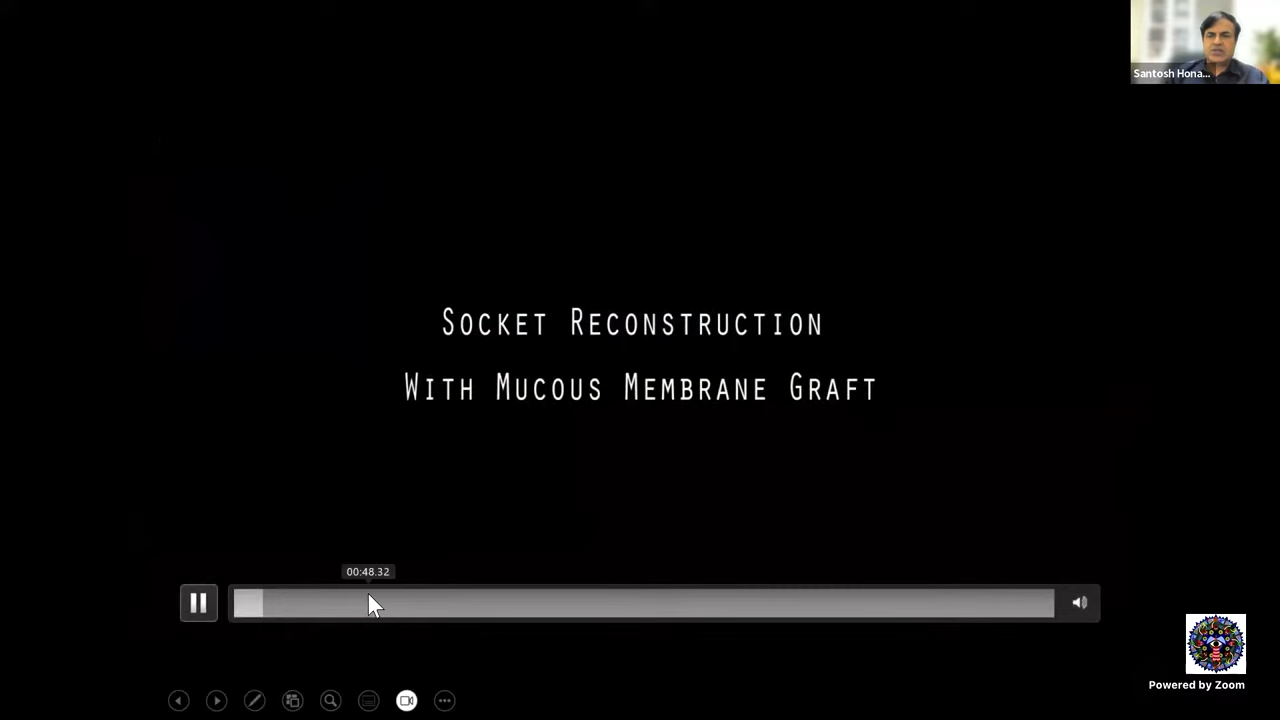 Santosh Hona...
Socket Reconstruction
With Mucous Membrane Graft
00:48.32
Powered by Zoom